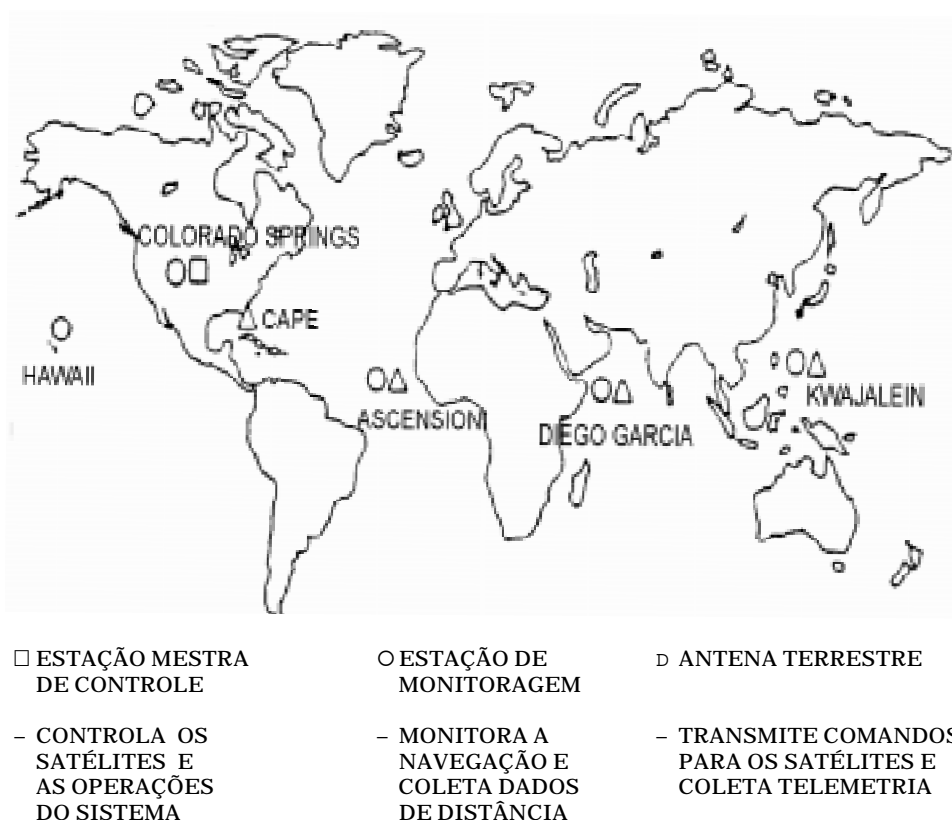 COLORADO SPRINGS
CAPE
HAWAII
ASCENSION
DIEGO GARCIA
KWAJALEIN
□ ESTAÇÃO MESTRA
DE CONTROLE
– CONTROLA OS
SATÉLITES E
AS OPERAÇÕES
DO SISTEMA
○ ESTAÇÃO DE
MONITORAGEM
– MONITORA A
NAVEGAÇÃO E
COLETA DADOS
DE DISTÂNCIA
D ANTENA TERRESTRE
– TRANSMITE COMANDOS
PARA OS SATÉLITES E
COLETA TELEMETRIA